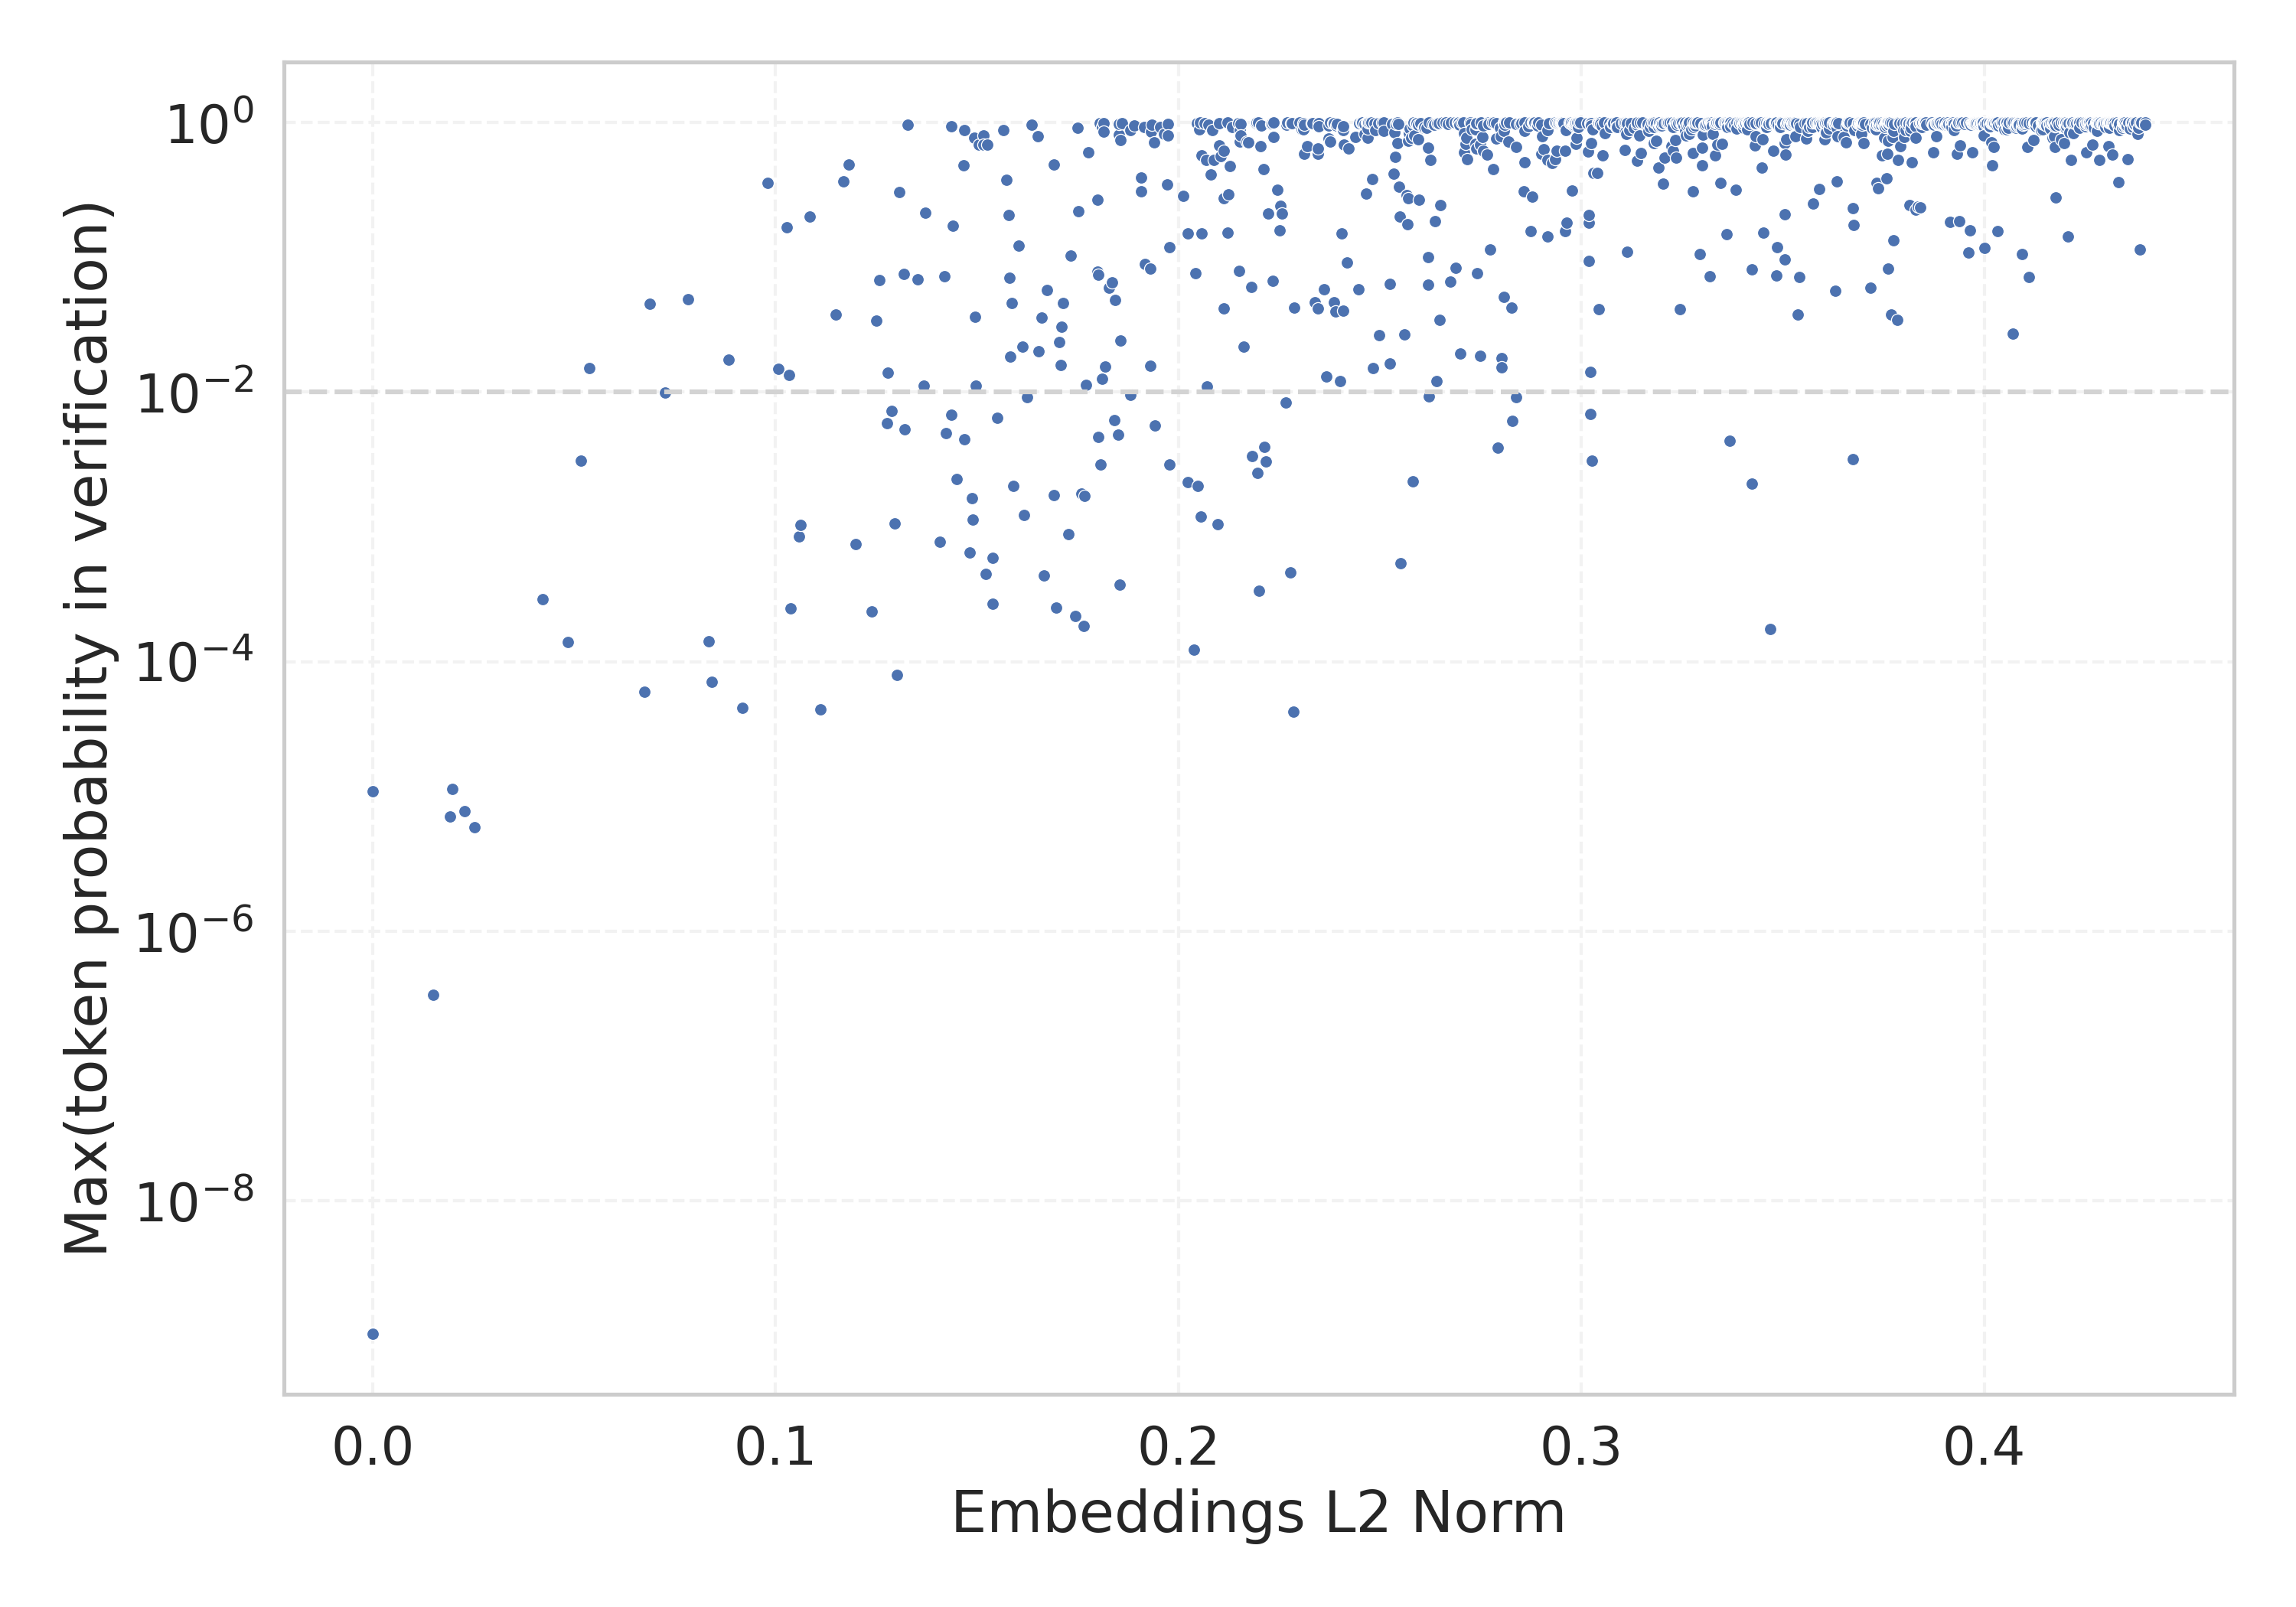 Max(token probability in verification)
10⁰
10⁻²
10⁻⁴
10⁻⁶
10⁻⁸
0.0 0.1 0.2 0.3 0.4
Embeddings L2 Norm